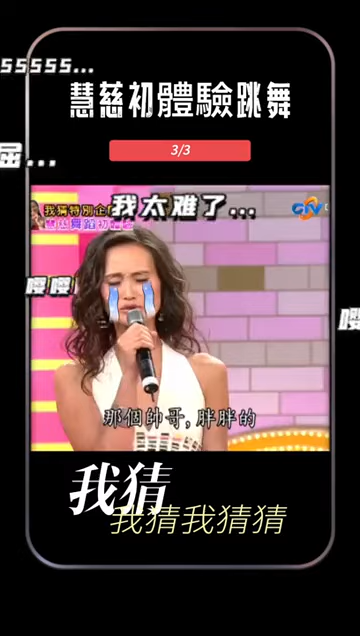 sssss...
慧慈初體驗跳舞
3/3
屈...
我猜特別企
慧慈舞蹈初體驗
我太难了...
CTV
嘤嘤
嘤
那個帥哥,胖胖的
我猜
我猜我猜猜